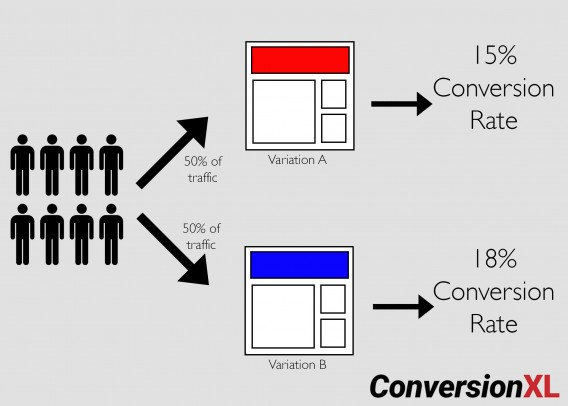 15%
Conversion
Rate
50% of
traffic
Variation A
50% of
traffic
18%
Conversion
Rate
Variation B
ConversionXL